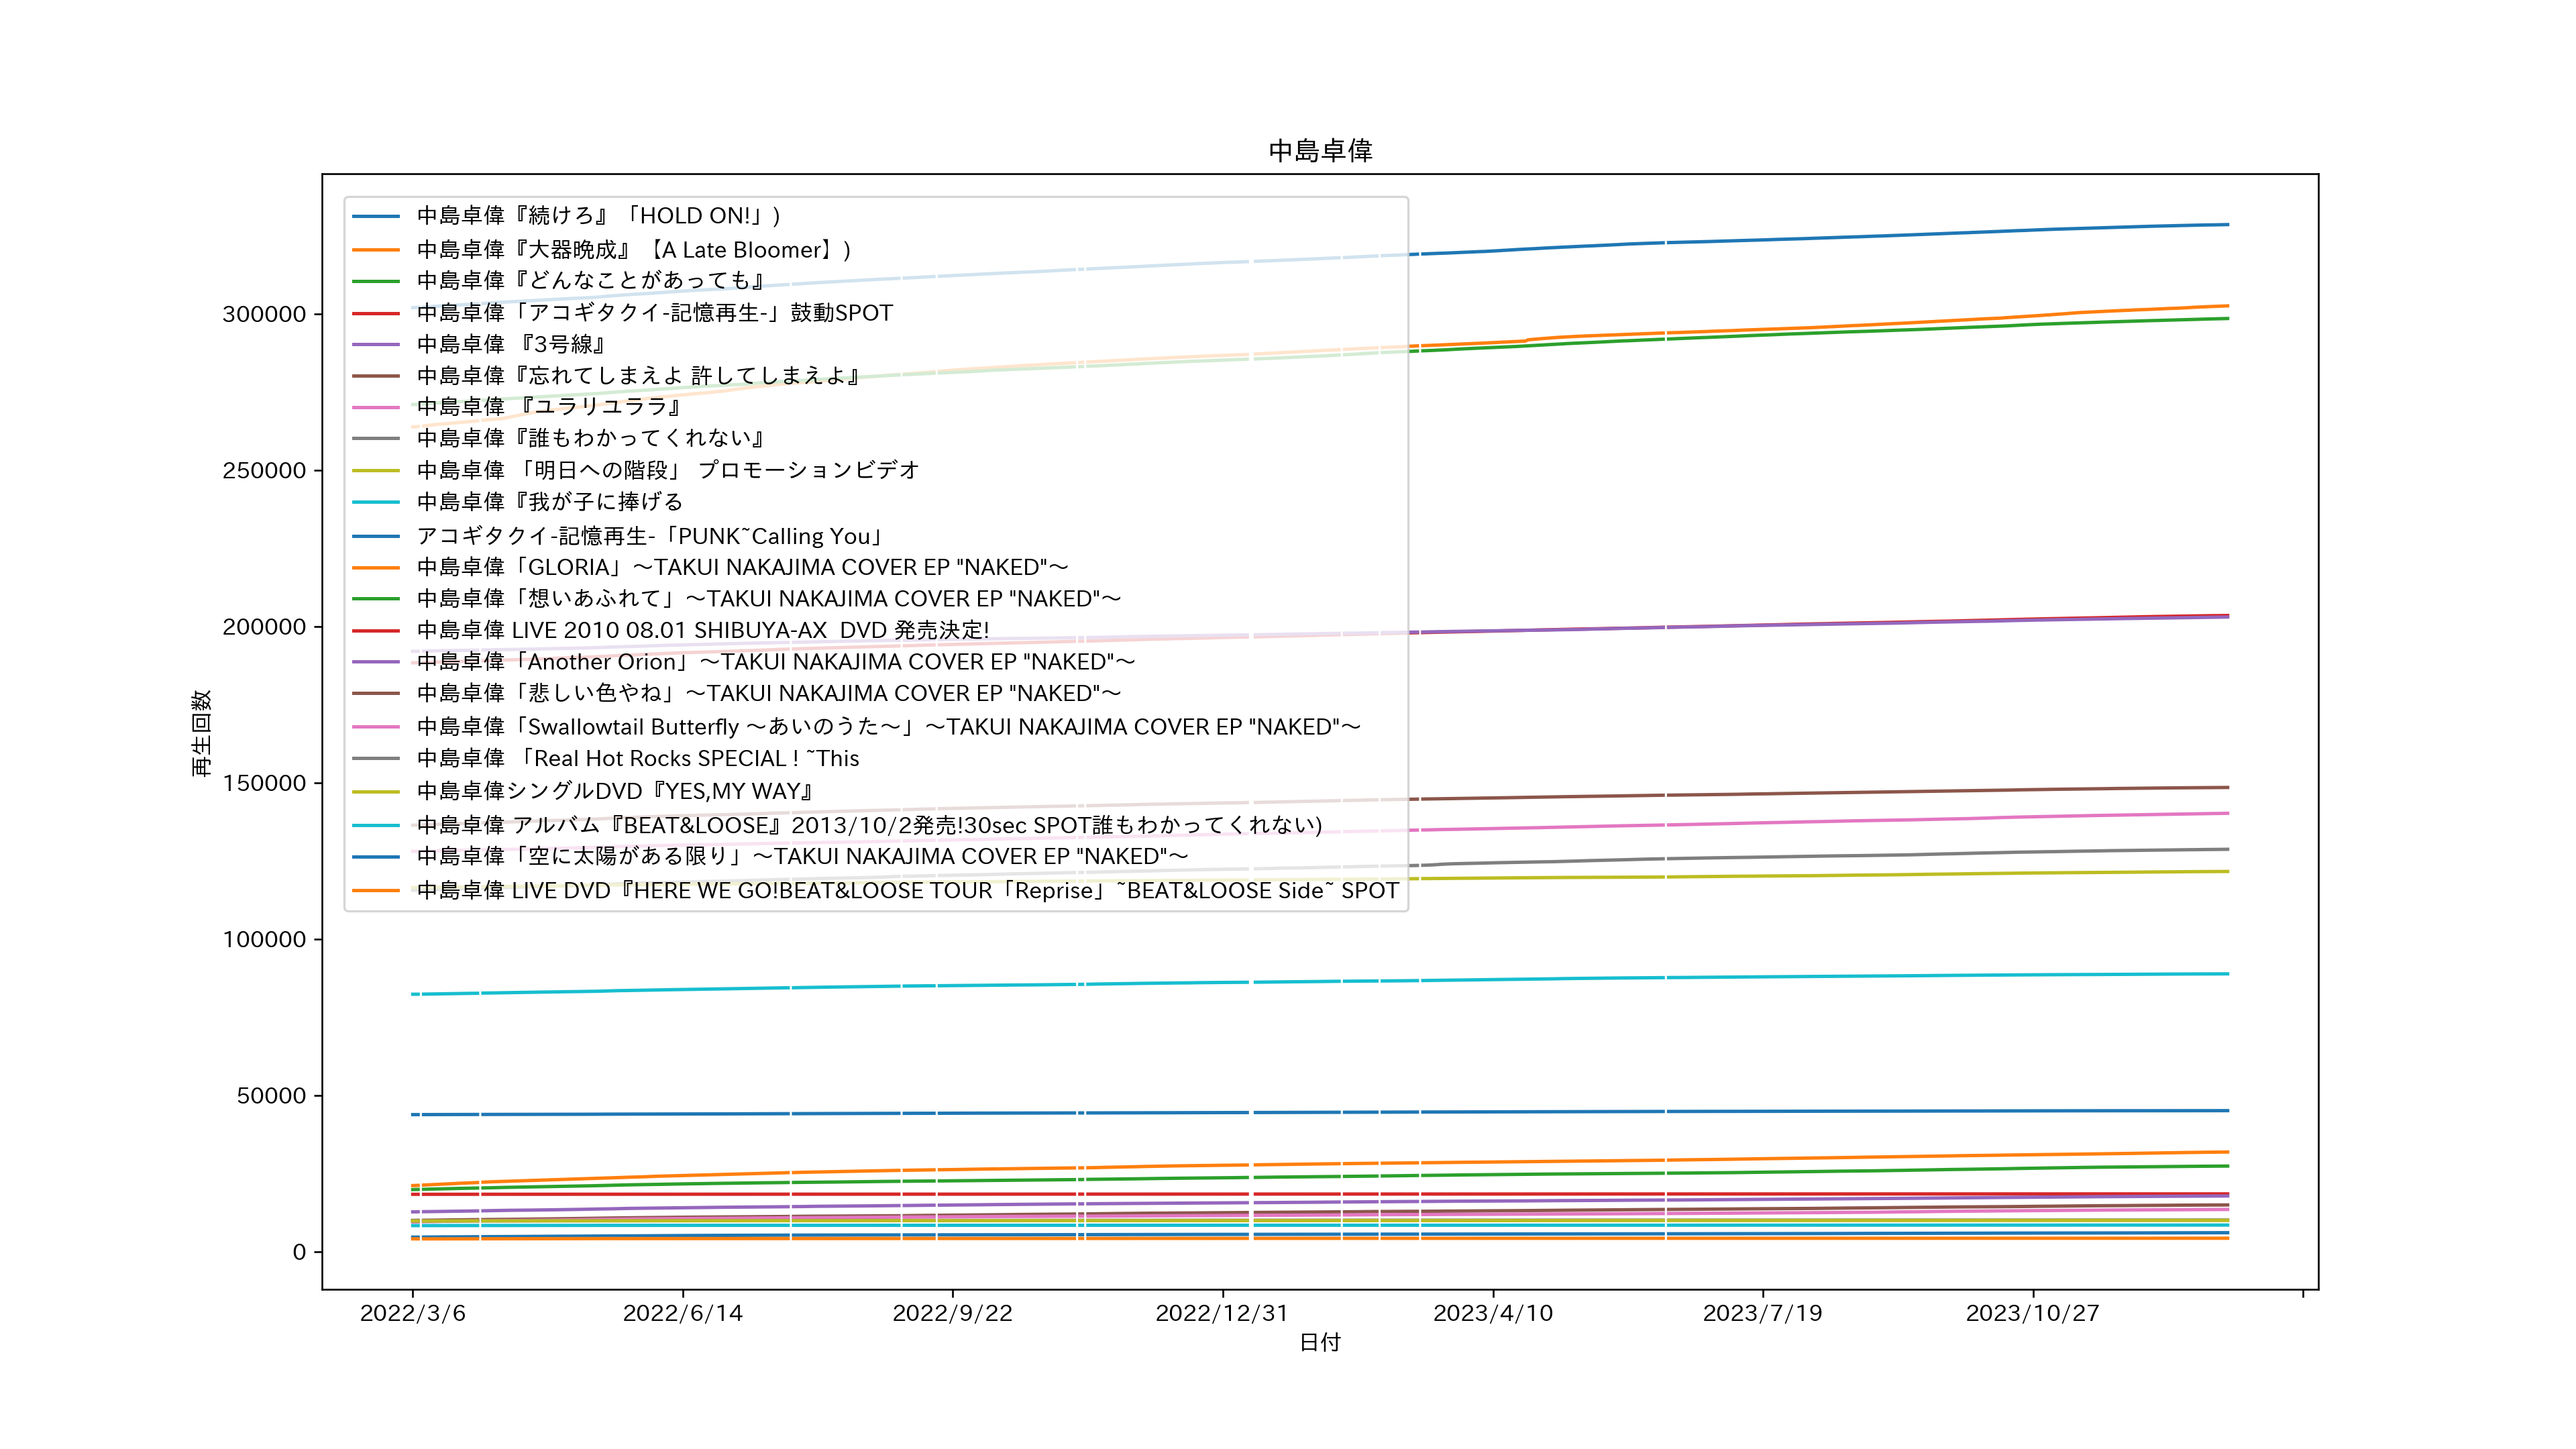 中島卓偉
中島卓偉『続けろ』「HOLD ON!」)
中島卓偉『大器晩成』【A Late Bloomer】)
中島卓偉『どんなことがあっても』
中島卓偉「アコギタクイ-記憶再生-」鼓動SPOT
中島卓偉 『3号線』
中島卓偉『忘れてしまえよ 許してしまえよ』
中島卓偉 『ユラリユララ』
中島卓偉『誰もわかってくれない』
中島卓偉 「明日への階段」 プロモーションビデオ
中島卓偉『我が子に捧げる
アコギタクイ-記憶再生-「PUNK~Calling You」
中島卓偉「GLORIA」～TAKUI NAKAJIMA COVER EP "NAKED"～
中島卓偉「想いあふれて」～TAKUI NAKAJIMA COVER EP "NAKED"～
中島卓偉 LIVE 2010 08.01 SHIBUYA-AX  DVD 発売決定!
中島卓偉「Another Orion」～TAKUI NAKAJIMA COVER EP "NAKED"～
中島卓偉「悲しい色やね」～TAKUI NAKAJIMA COVER EP "NAKED"～
中島卓偉「Swallowtail Butterfly ～あいのうた～」～TAKUI NAKAJIMA COVER EP "NAKED"～
中島卓偉 「Real Hot Rocks SPECIAL ! ~This
中島卓偉シングルDVD『YES,MY WAY』
中島卓偉 アルバム『BEAT&LOOSE』2013/10/2発売!30sec SPOT誰もわかってくれない)
中島卓偉「空に太陽がある限り」～TAKUI NAKAJIMA COVER EP "NAKED"～
中島卓偉 LIVE DVD『HERE WE GO!BEAT&LOOSE TOUR「Reprise」~BEAT&LOOSE Side~ SPOT
300000
250000
200000
150000
100000
50000
0
再生回数
2022/3/6
2022/6/14
2022/9/22
2022/12/31
2023/4/10
2023/7/19
2023/10/27
日付